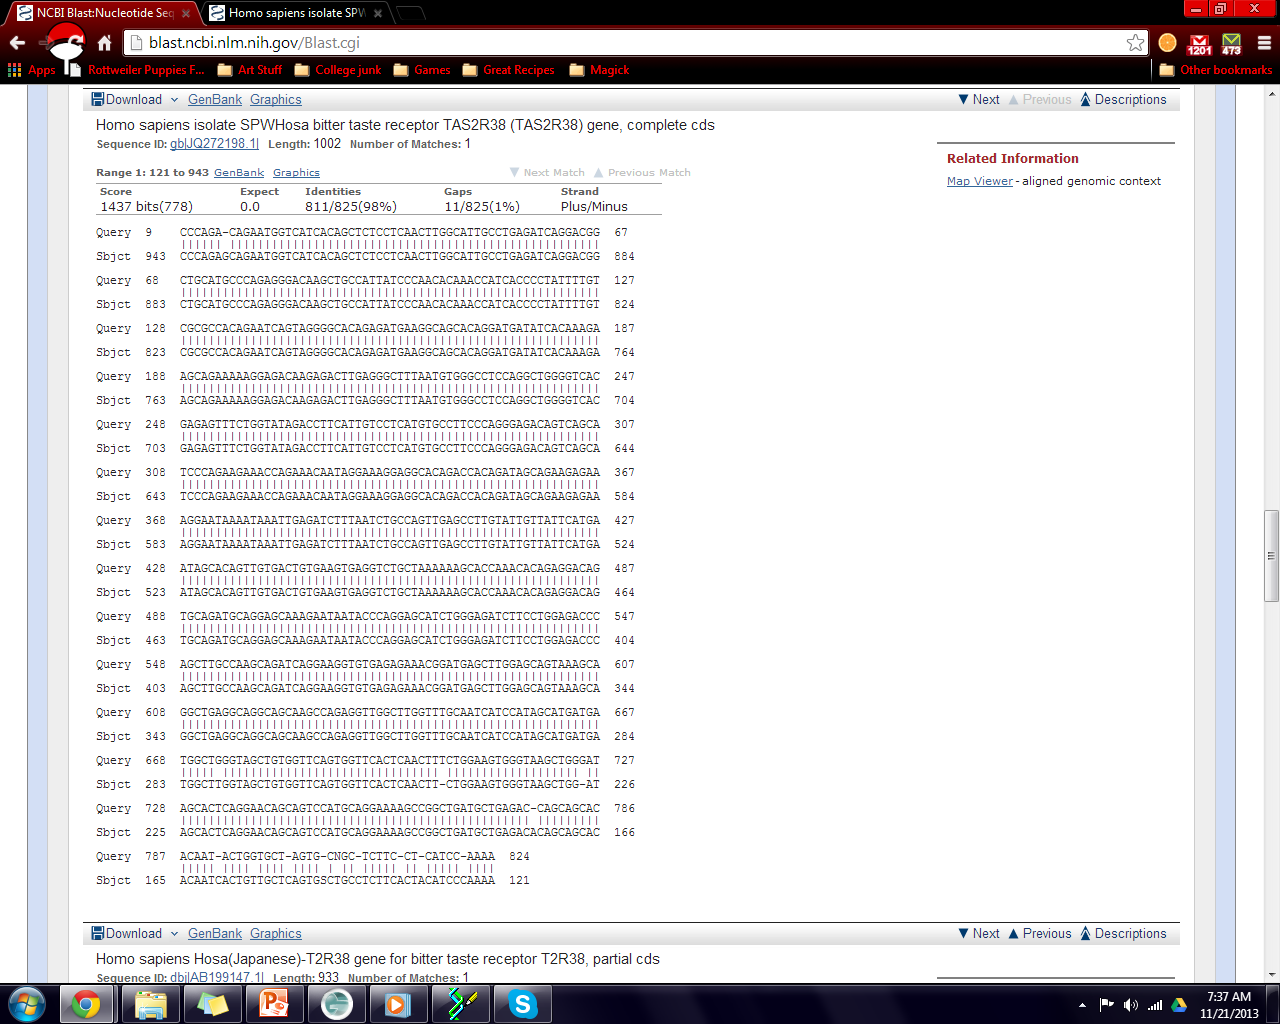 NCBI Blast:Nucleotide Seq
Homo sapiens isolate SPW
blast.ncbi.nlm.nih.gov/Blast.cgi
1201
473
Apps
Rottweiler Puppies F...
Art Stuff
College junk
Games
Great Recipes
Magick
Other bookmarks
Download GenBank Graphics
Next Previous Descriptions
Homo sapiens isolate SPWHosa bitter taste receptor TAS2R38 (TAS2R38) gene, complete cds
Sequence ID: gb|JQ272198.1| Length: 1002 Number of Matches: 1
Related Information
Map Viewer - aligned genomic context
Range 1: 121 to 943 GenBank Graphics Next Match Previous Match
Score Expect Identities Gaps Strand
1437 bits(778) 0.0 811/825(98%) 11/825(1%) Plus/Minus
Query 9 CCCAGA-CAGAATGGTCATCACAGCTCTCCTCAACTTGGCATTGCCTGAGATCAGGACGG 67
Sbjct 943 CCCAGAGCAGAATGGTCATCACAGCTCTCCTCAACTTGGCATTGCCTGAGATCAGGACGG 884
Query 68 CTGCATGCCCAGAGGGACAAGCTGCCATTATCCCAACACAAACCATCACCCCTATTTTGT 127
Sbjct 883 CTGCATGCCCAGAGGGACAAGCTGCCATTATCCCAACACAAACCATCACCCCTATTTTGT 824
Query 128 CGCGCCACAGAATCAGTAGGGGCACAGAGATGAAGGCAGCACAGGATGATATCACAAAGA 187
Sbjct 823 CGCGCCACAGAATCAGTAGGGGCACAGAGATGAAGGCAGCACAGGATGATATCACAAAGA 764
Query 188 AGCAGAAAAAGGAGACAAGAGACTTGAGGGCTTTAATGTGGGCCTCCAGGCTGGGGTCAC 247
Sbjct 763 AGCAGAAAAAGGAGACAAGAGACTTGAGGGCTTTAATGTGGGCCTCCAGGCTGGGGTCAC 704
Query 248 GAGAGTTTCTGGTATAGACCTTCATTGTCCTCATGTGCCTTCCCAGGGAGACAGTCAGCA 307
Sbjct 703 GAGAGTTTCTGGTATAGACCTTCATTGTCCTCATGTGCCTTCCCAGGGAGACAGTCAGCA 644
Query 308 TCCCAGAAGAAACCAGAAACAATAGGAAAGGAGGCACAGACCACAGATAGCAGAAGAGAA 367
Sbjct 643 TCCCAGAAGAAACCAGAAACAATAGGAAAGGAGGCACAGACCACAGATAGCAGAAGAGAA 584
Query 368 AGGAATAAAATAAATTGAGATCTTTAATCTGCCAGTTGAGCCTTGTATTGTTATTCATGA 427
Sbjct 583 AGGAATAAAATAAATTGAGATCTTTAATCTGCCAGTTGAGCCTTGTATTGTTATTCATGA 524
Query 428 ATAGCACAGTTGTGACTGTGAAGTGAGGTCTGCTAAAAAAGCACCAAACACAGAGGACAG 487
Sbjct 523 ATAGCACAGTTGTGACTGTGAAGTGAGGTCTGCTAAAAAAGCACCAAACACAGAGGACAG 464
Query 488 TGCAGATGCAGGAGCAAAGAATAATACCCAGGAGCATCTGGGAGATCTTCCTGGAGACCC 547
Sbjct 463 TGCAGATGCAGGAGCAAAGAATAATACCCAGGAGCATCTGGGAGATCTTCCTGGAGACCC 404
Query 548 AGCTTGCCAAGCAGATCAGGAAGGTGTGAGAGAAACGGATGAGCTTGGAGCAGTAAAGCA 607
Sbjct 403 AGCTTGCCAAGCAGATCAGGAAGGTGTGAGAGAAACGGATGAGCTTGGAGCAGTAAAGCA 344
Query 608 GGCTGAGGCAGGCAGCAAGCCAGAGGTTGGCTTGGTTTGCAATCATCCATAGCATGATGA 667
Sbjct 343 GGCTGAGGCAGGCAGCAAGCCAGAGGTTGGCTTGGTTTGCAATCATCCATAGCATGATGA 284
Query 668 TGGCTGGGTAGCTGTGGTTCAGTGGTTCACTCAACTTTCTGGAAGTGGGTAAGCTGGGAT 727
Sbjct 283 TGGCTTGGTAGCTGTGGTTCAGTGGTTCACTCAACTT-CTGGAAGTGGGTAAGCTGG-AT 226
Query 728 AGCACTCAGGAACAGCAGTCCATGCAGGAAAAGCCGGCTGATGCTGAGAC-CAGCAGCAC 786
Sbjct 225 AGCACTCAGGAACAGCAGTCCATGCAGGAAAAGCCGGCTGATGCTGAGACACAGCAGCAC 166
Query 787 ACAAT-ACTGGTGCT-AGTG-CNGC-TCTTC-CT-CATCC-AAAA 824
Sbjct 165 ACAATCACTGTTGCTCAGTGSCTGCCTCTTCACTACATCCCAAAA 121
Download GenBank Graphics
Next Previous Descriptions
Homo sapiens Hosa(Japanese)-T2R38 gene for bitter taste receptor T2R38, partial cds
Sequence ID: dbj|AB199147.1| Length: 933 Number of Matches: 1
7:37 AM
11/21/2013